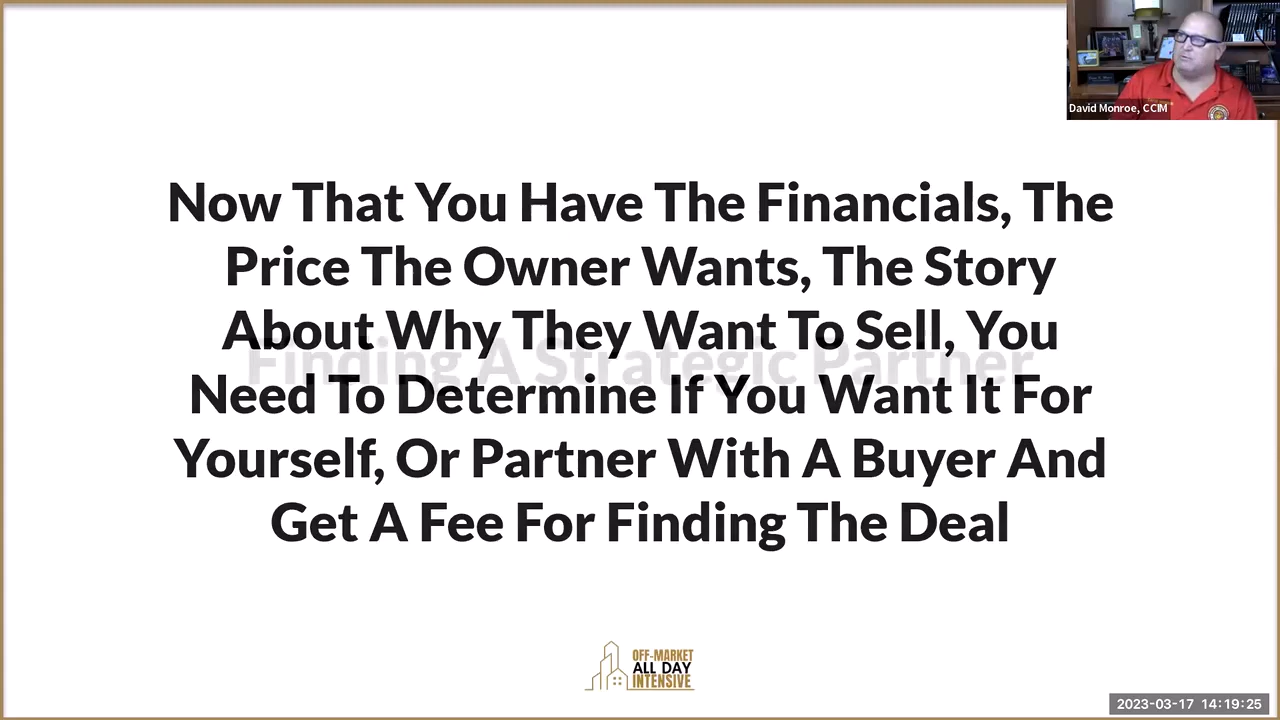 David Monroe, CCIM
Now That You Have The Financials, The
Price The Owner Wants, The Story
About Why They Want To Sell, You
Finding A Strategic Partner
Need To Determine If You Want It For
Yourself, Or Partner With A Buyer And
Get A Fee For Finding The Deal
OFF-MARKET
ALL DAY
INTENSIVE
2023-03-17 14:19:25